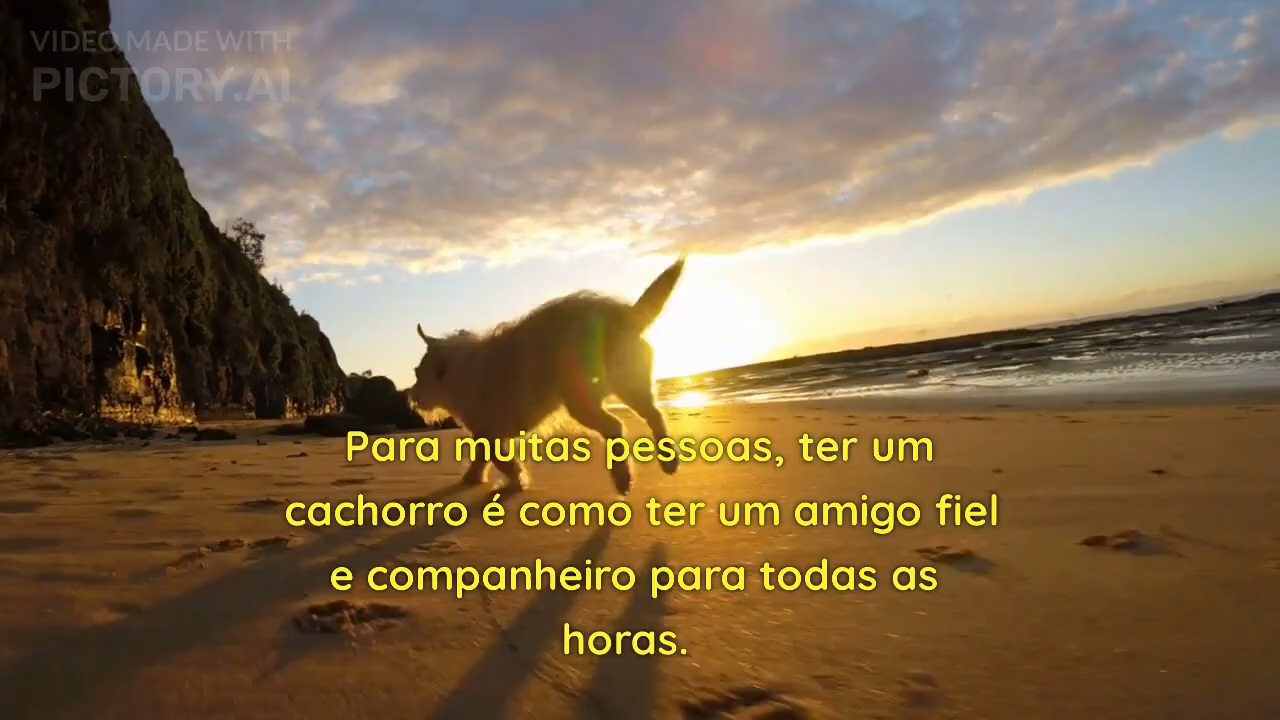 VIDEO MADE WITH
PICTORY.AI
Para muitas pessoas, ter um
cachorro é como ter um amigo fiel
e companheiro para todas as
horas.